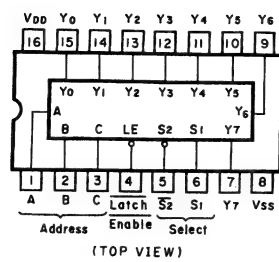 VDD Y0 Y1 Y2 Y3 Y4 Y5 Y6
16 15 14 13 12 11 10 9
Y0 Y1 Y2 Y3 Y4 Y5
A Y6
B C LE S2 S1 Y7
1 2 3 4 5 6 7 8
A B C Latch S2 S1 Y7 VSS
Address Enable Select
(TOP VIEW)